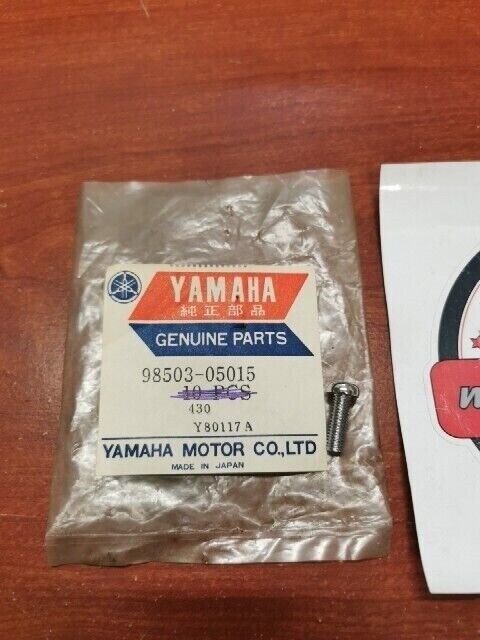 YAMAHA
純正部品
GENUINE PARTS
98503-05015
10 PCS
430
Y80117A
YAMAHA MOTOR CO.,LTD
MADE IN JAPAN